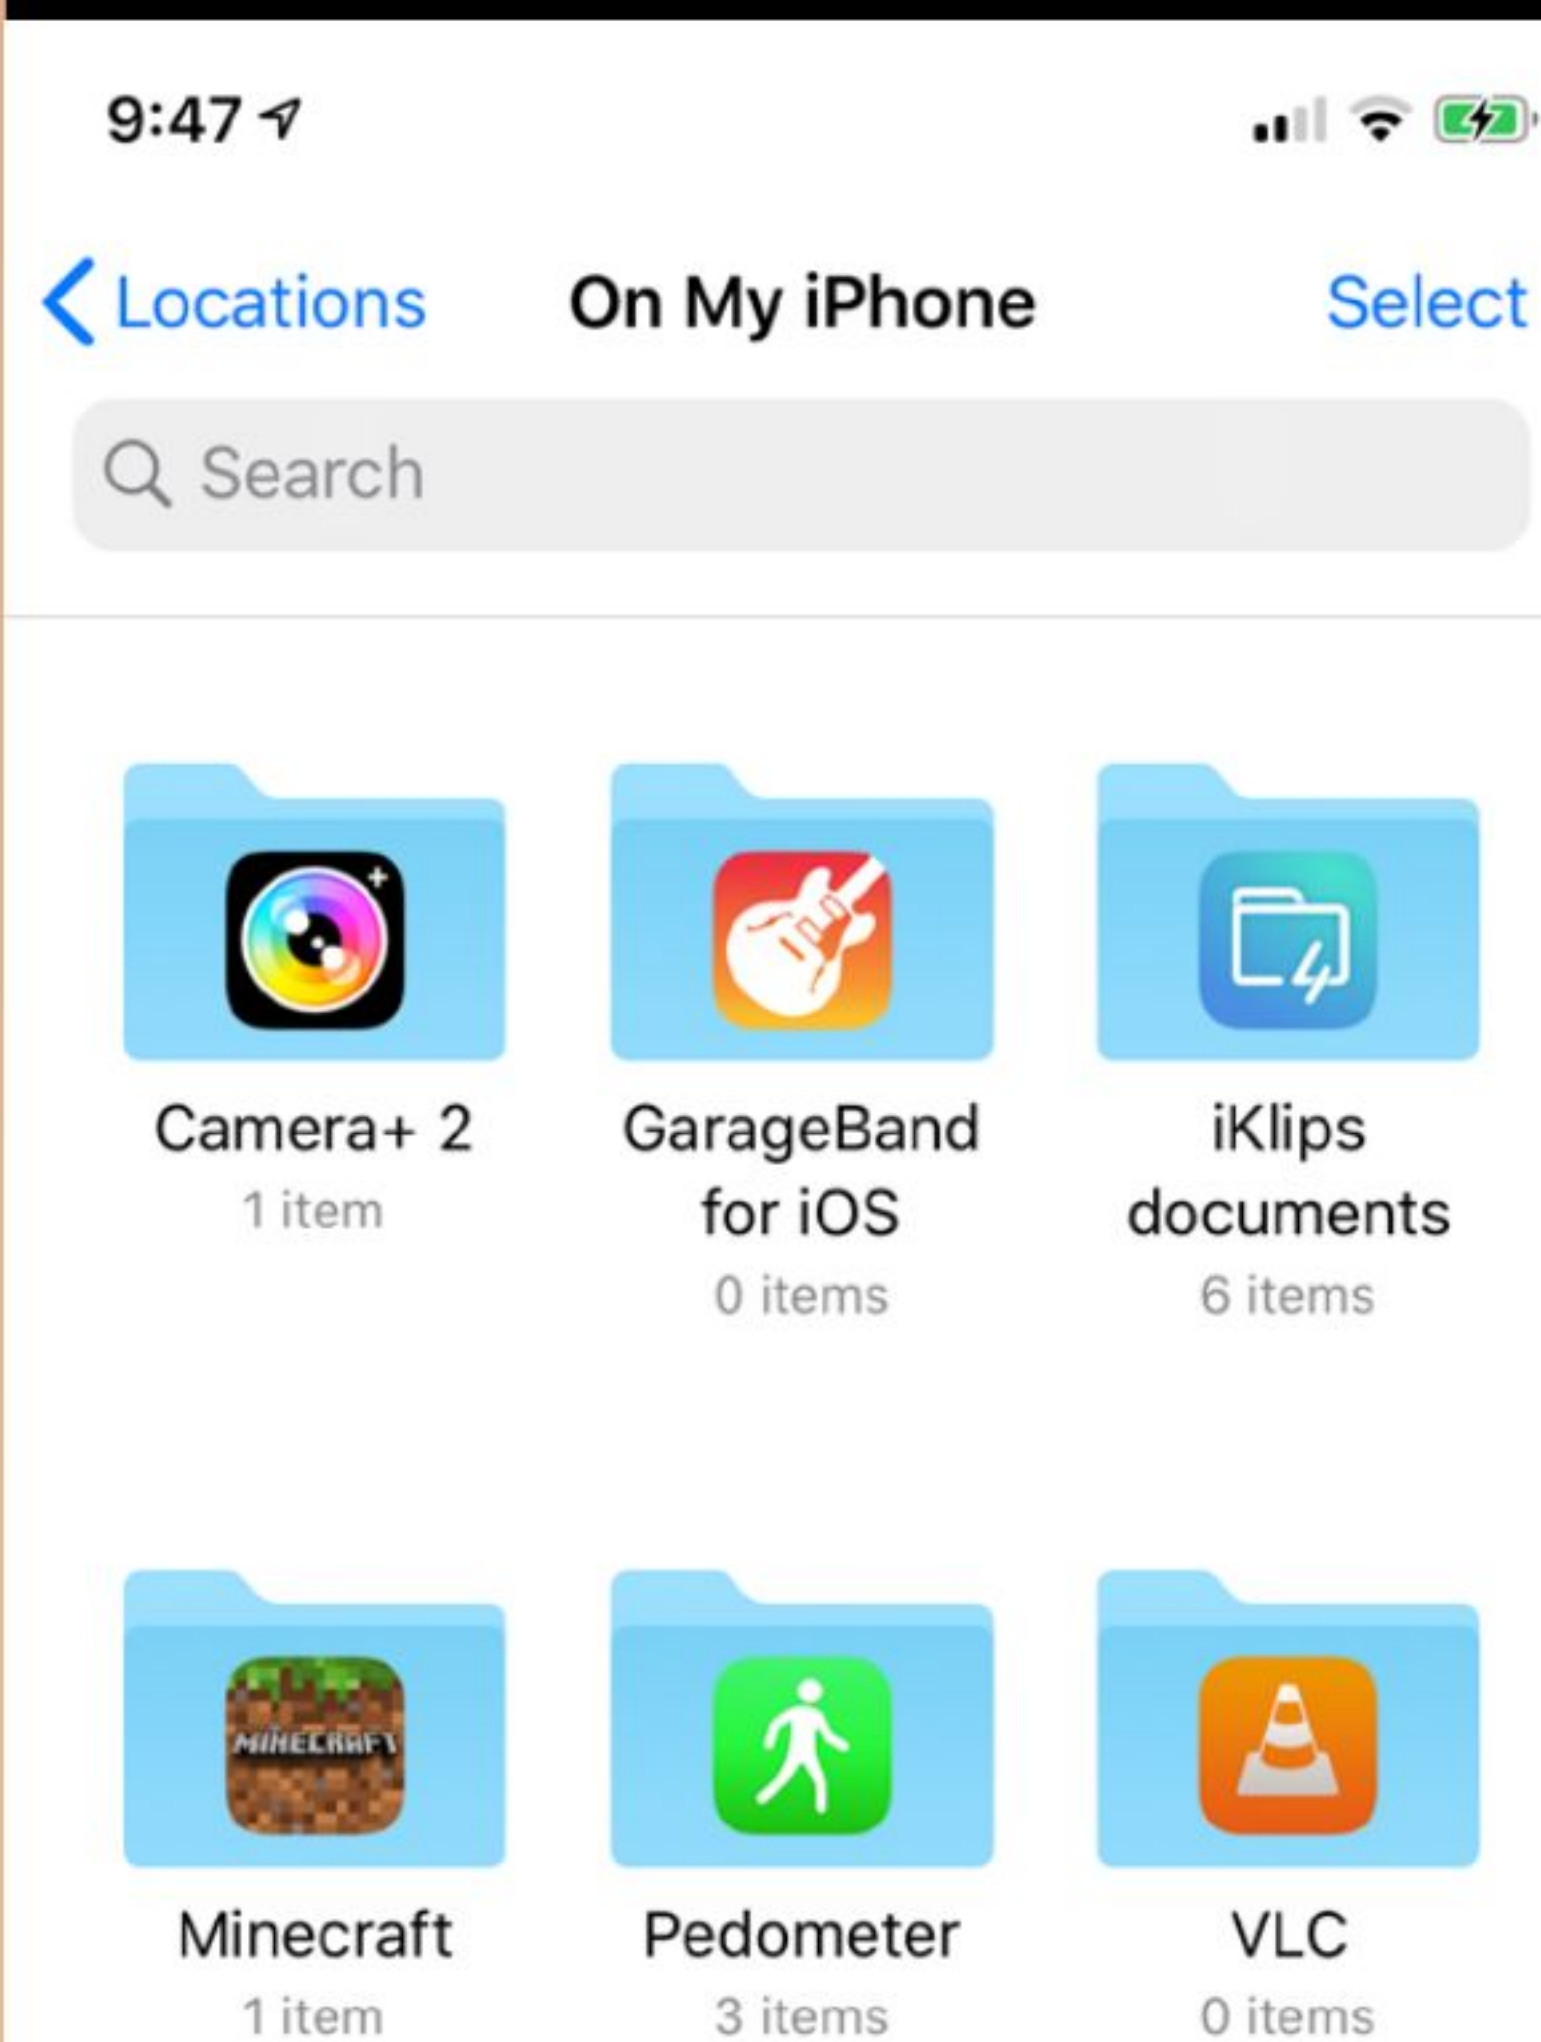 9:47
Locations On My iPhone Select
Search
Camera+ 2 GarageBand iKlips
1 item for iOS documents
0 items 6 items
MINECRAFT
Minecraft Pedometer VLC
1 item 3 items 0 items